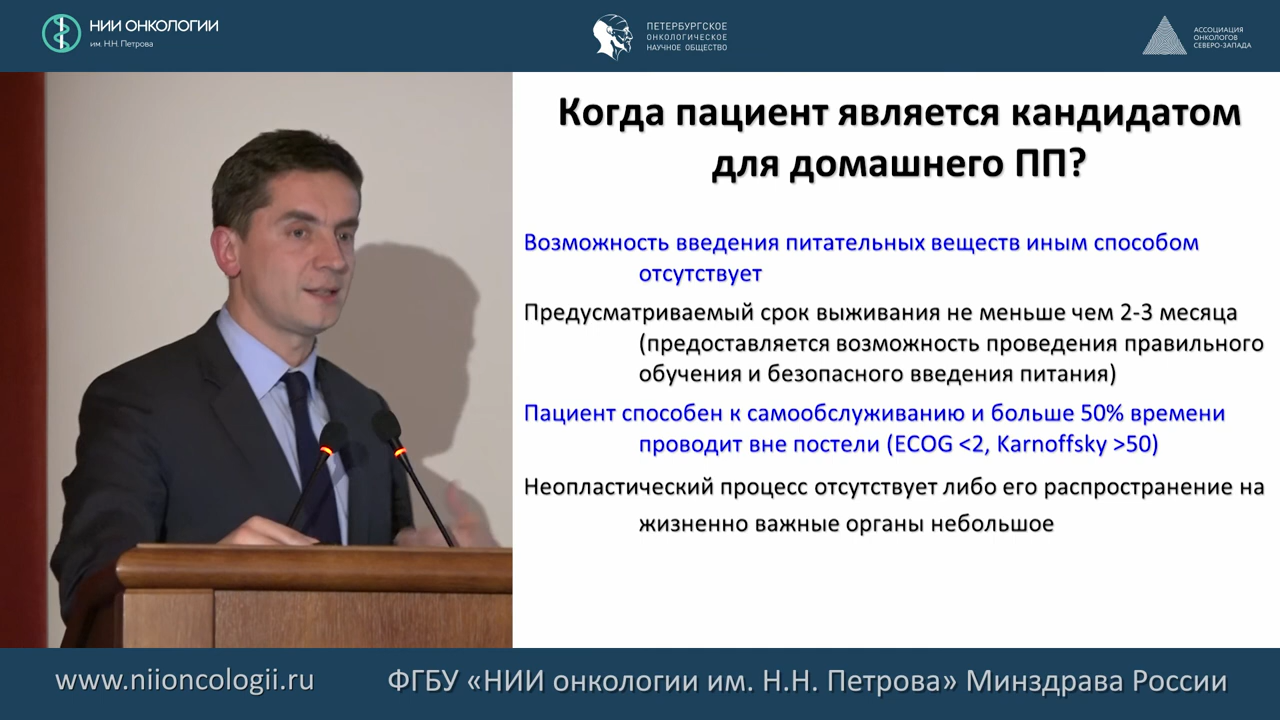 НИИ ОНКОЛОГИИ
им. Н.Н. Петрова
ПЕТЕРБУРГСКОЕ
ОНКОЛОГИЧЕСКОЕ
НАУЧНОЕ ОБЩЕСТВО
АССОЦИАЦИЯ
ОНКОЛОГОВ
СЕВЕРО-ЗАПАДА
Когда пациент является кандидатом
для домашнего ПП?
Возможность введения питательных веществ иным способом
отсутствует
Предусматриваемый срок выживания не меньше чем 2-3 месяца
(предоставляется возможность проведения правильного
обучения и безопасного введения питания)
Пациент способен к самообслуживанию и больше 50% времени
проводит вне постели (ECOG <2, Karnoffsky >50)
Неопластический процесс отсутствует либо его распространение на
жизненно важные органы небольшое
www.niioncologii.ru
ФГБУ «НИИ онкологии им. Н.Н. Петрова» Минздрава России